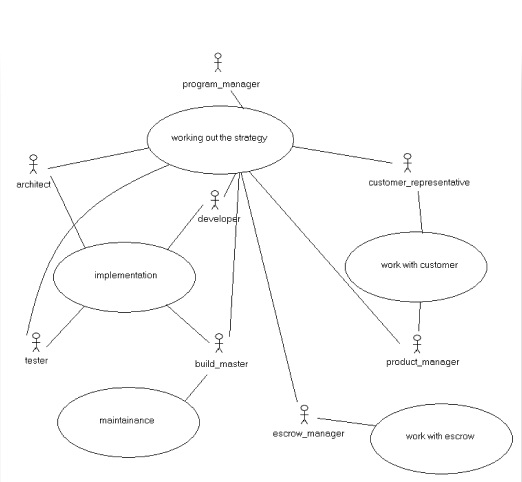 program_manager
working out the strategy
architect
customer_representative
developer
implementation
work with customer
tester
build_master
product_manager
maintainance
escrow_manager
work with escrow